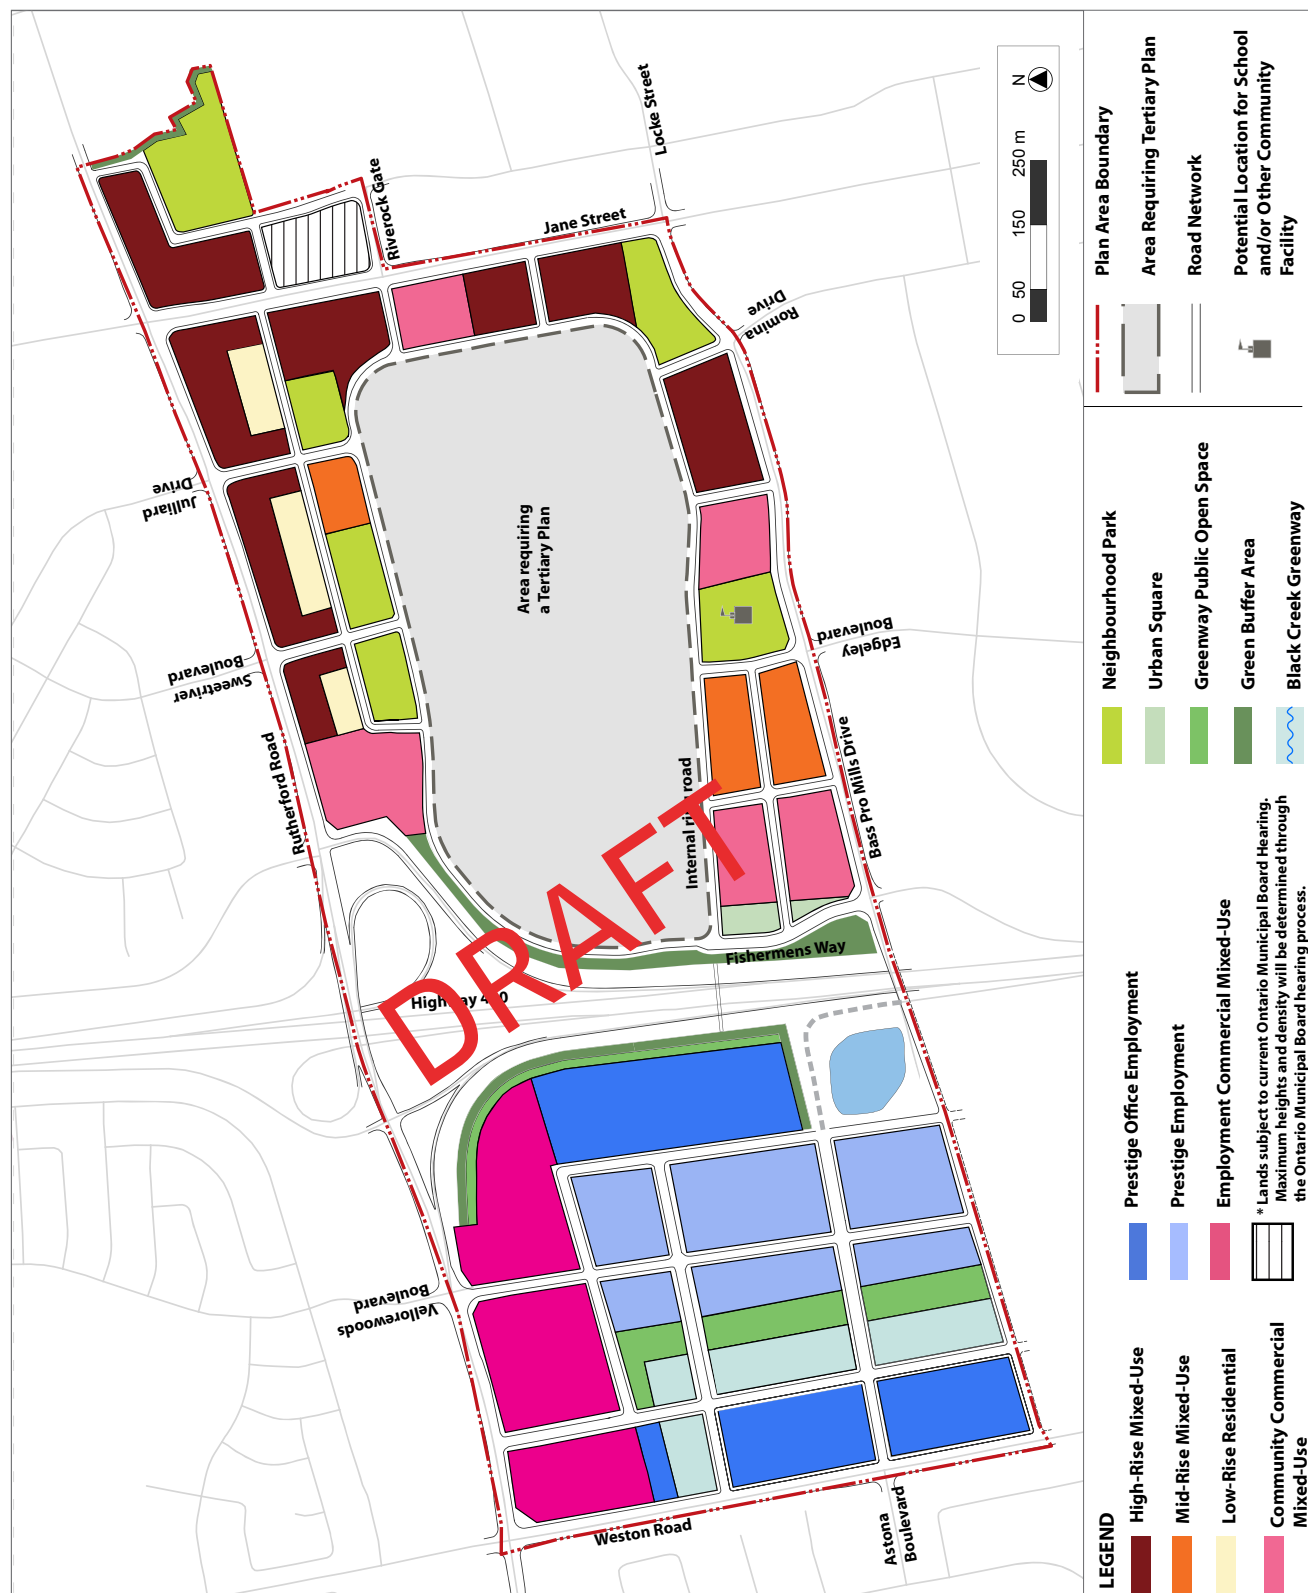 Locke Street
Riverock Gate
Jane Street
Romina
Drive
Julliard
Drive
Area requiring
a Tertiary Plan
Sweetriver
Boulevard
Edgeley
Boulevard
Rutherford Road
Internal ring road
Bass Pro Mills Drive
Fishermens Way
Highway 400
DRAFT
Vellorewoods
Boulevard
Weston Road
Astona
Boulevard
N
0 50 150 250 m
LEGEND
High-Rise Mixed-Use
Mid-Rise Mixed-Use
Low-Rise Residential
Community Commercial
Mixed-Use
Prestige Office Employment
Prestige Employment
Employment Commercial Mixed-Use
* Lands subject to current Ontario Municipal Board Hearing.
Maximum heights and density will be determined through
the Ontario Municipal Board hearing process.
Neighbourhood Park
Urban Square
Greenway Public Open Space
Green Buffer Area
Black Creek Greenway
Plan Area Boundary
Area Requiring Tertiary Plan
Road Network
Potential Location for School
and/or Other Community
Facility